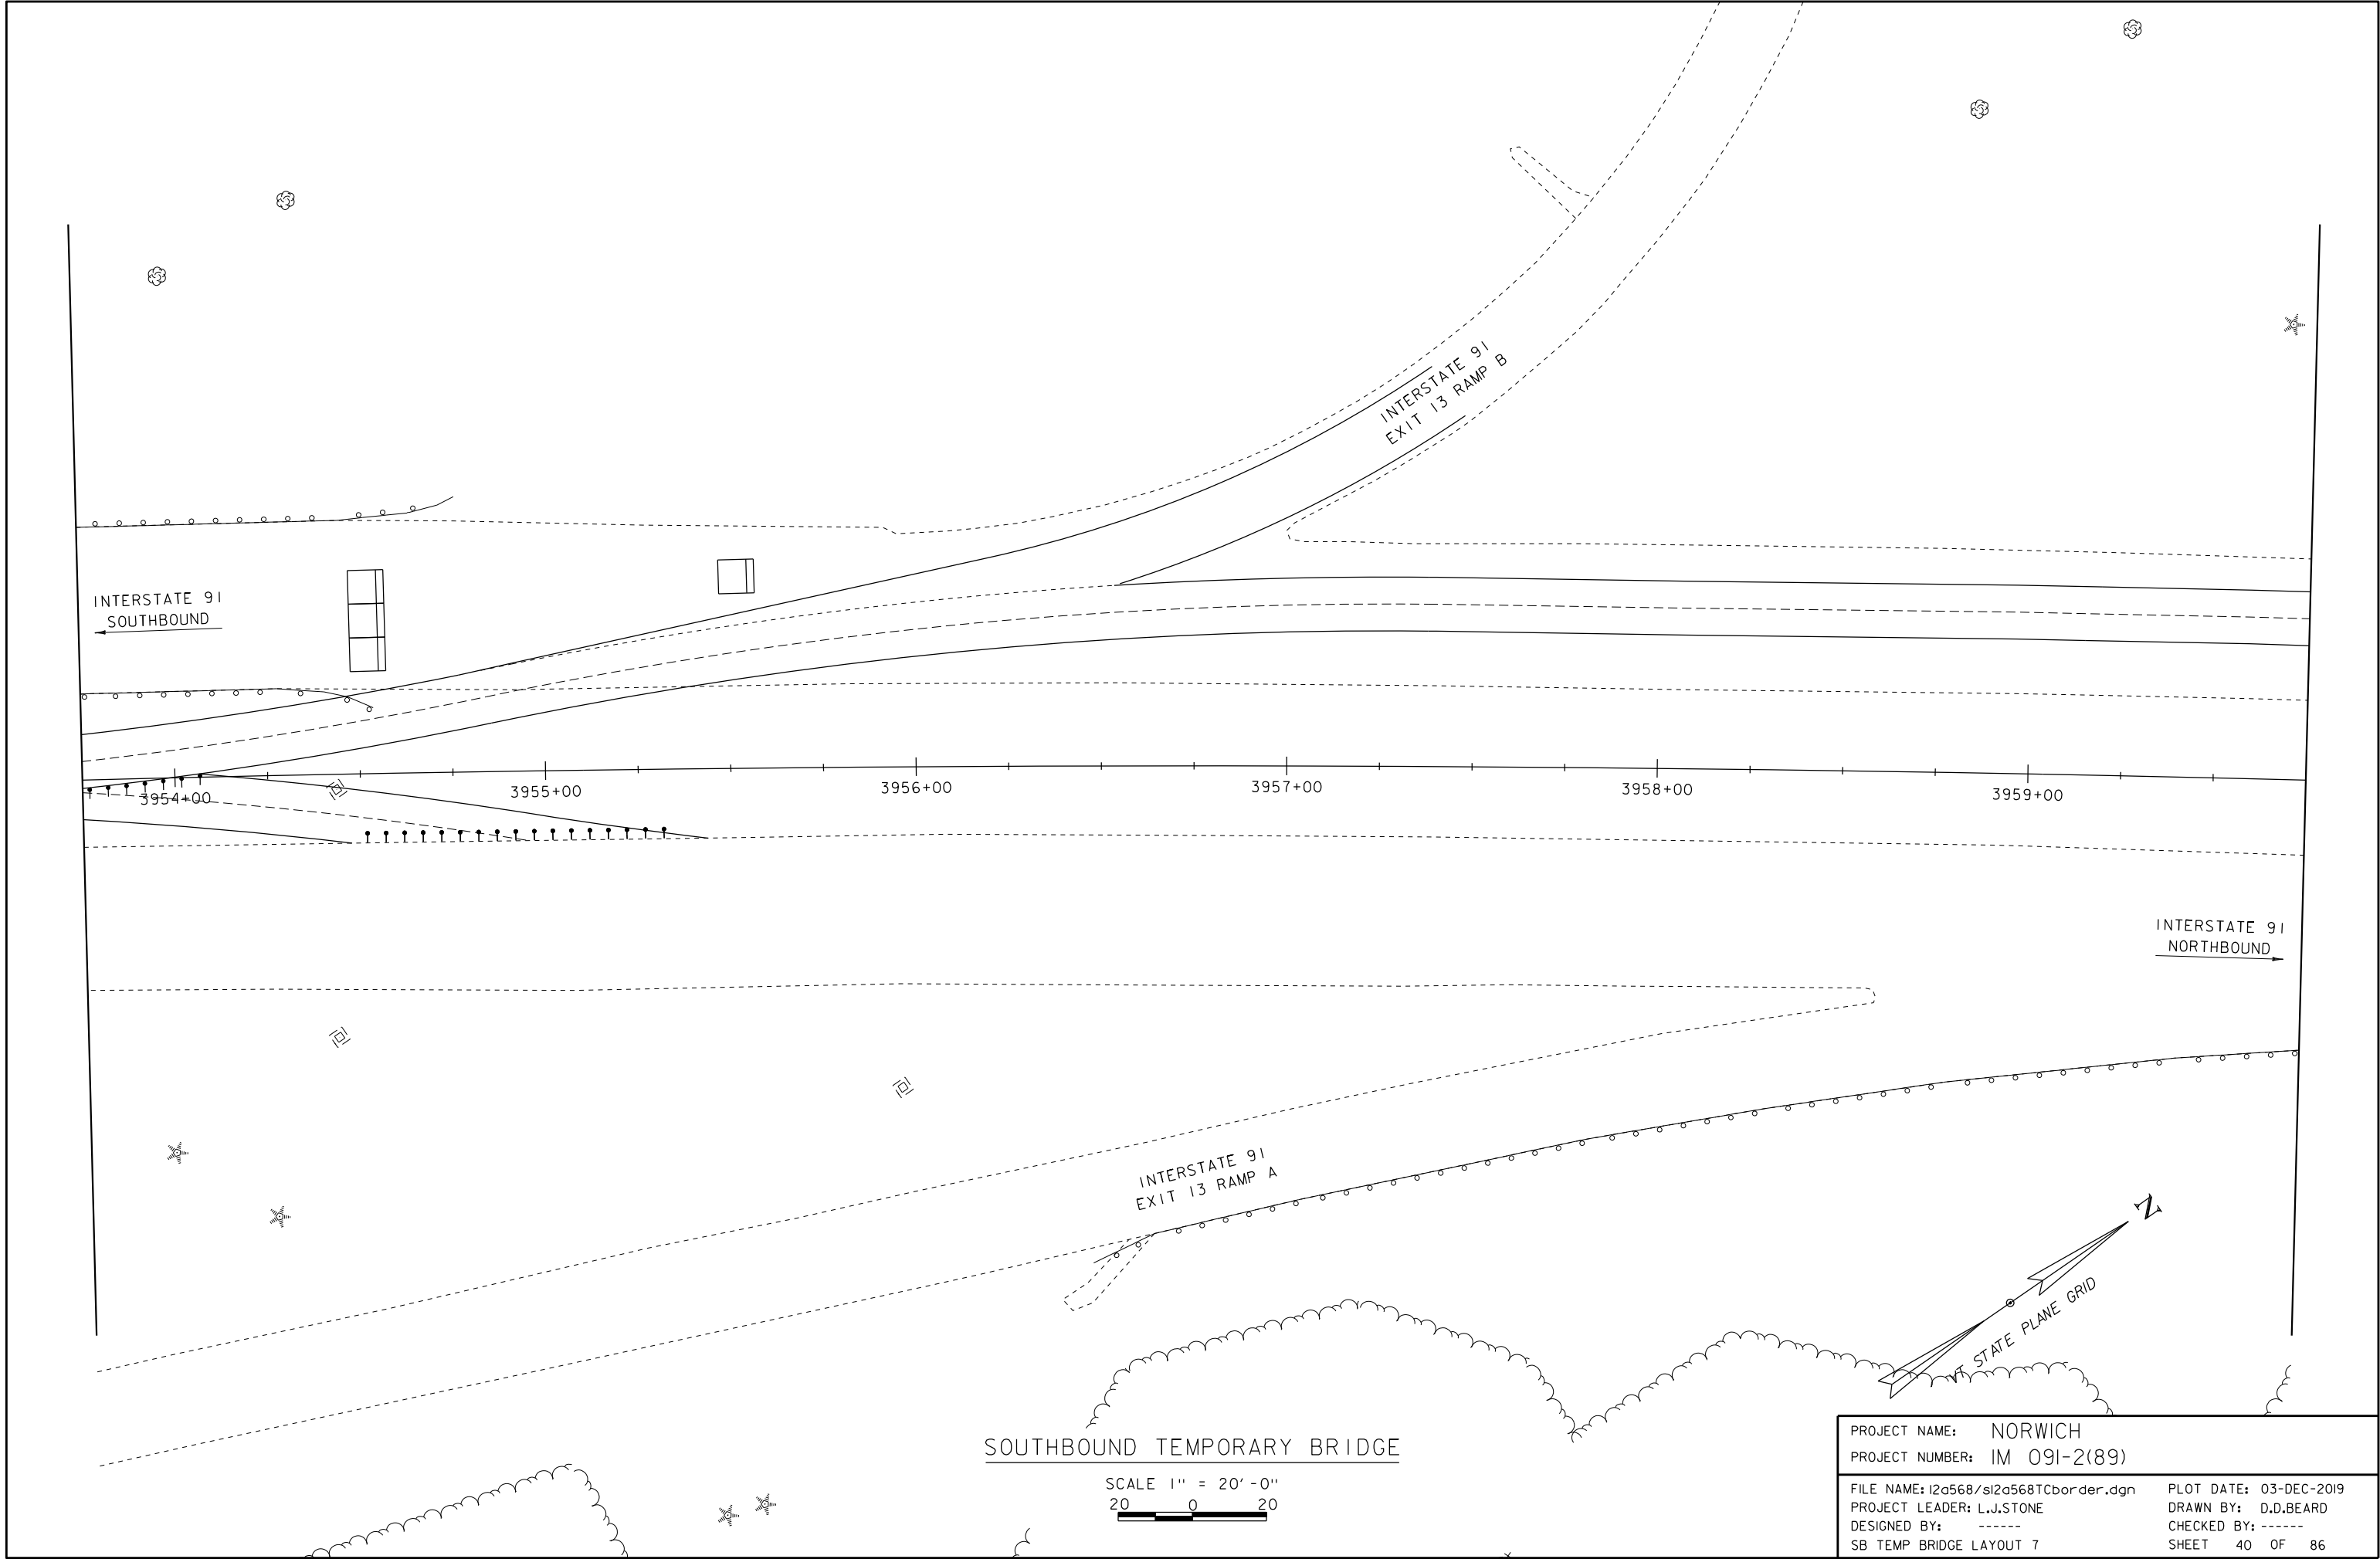 INTERSTATE 91
EXIT 13 RAMP B
INTERSTATE 91
SOUTHBOUND
3954+00
3955+00
3956+00
3957+00
3958+00
3959+00
INTERSTATE 91
NORTHBOUND
INTERSTATE 91
EXIT 13 RAMP A
N
VT STATE PLANE GRID
SOUTHBOUND TEMPORARY BRIDGE
SCALE 1" = 20'-0"
20 0 20
PROJECT NAME: NORWICH
PROJECT NUMBER: IM 091-2(89)
FILE NAME: 12a568/s12a568TCborder.dgn PLOT DATE: 03-DEC-2019
PROJECT LEADER: L.J.STONE DRAWN BY: D.D.BEARD
DESIGNED BY: ------ CHECKED BY: ------
SB TEMP BRIDGE LAYOUT 7 SHEET 40 OF 86